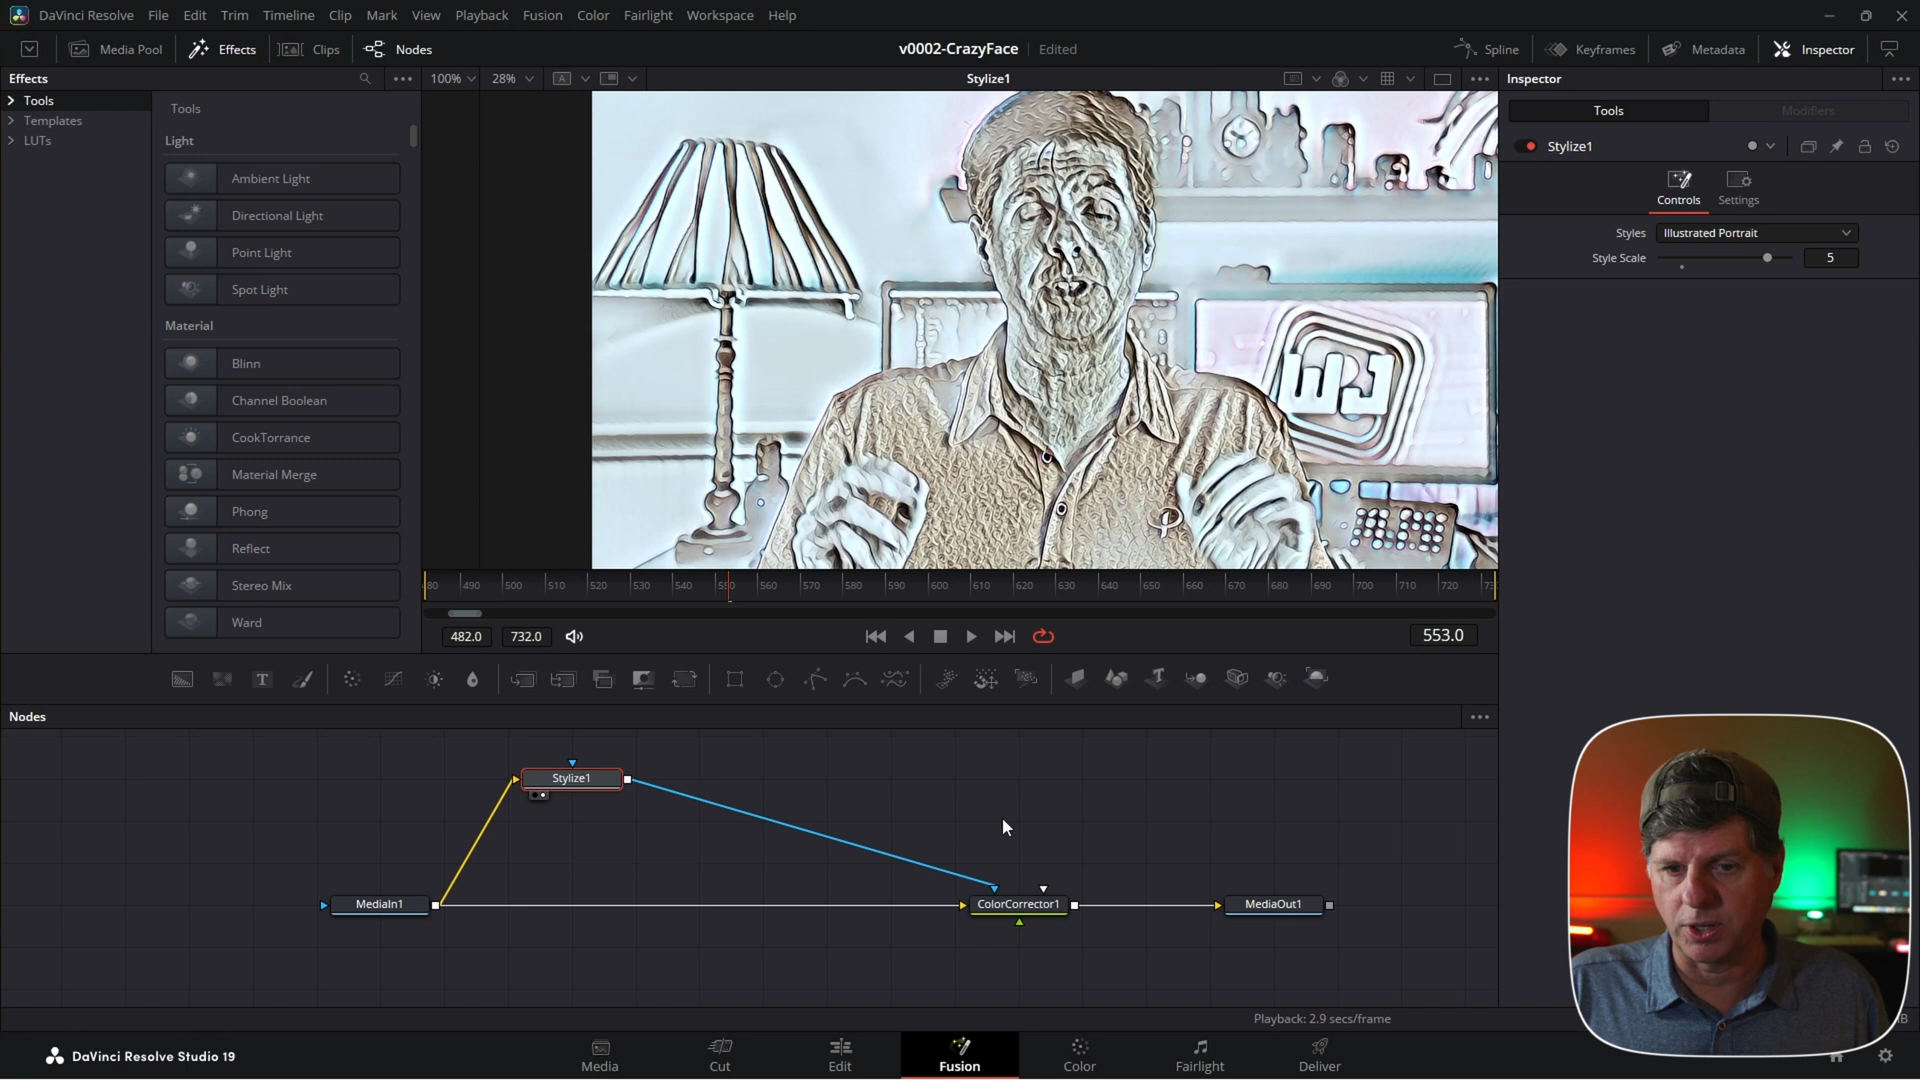 DaVinci Resolve File Edit Trim Timeline Clip Mark View Playback Fusion Color Fairlight Workspace Help
Media Pool Effects Clips Nodes v0002-CrazyFace Edited Spline Keyframes Metadata Inspector
Effects 100% 28% A Stylize1 Inspector
Tools
Templates
LUTs
Tools
Light
Ambient Light
Directional Light
Point Light
Spot Light
Material
Blinn
Channel Boolean
CookTorrance
Material Merge
Phong
Reflect
Stereo Mix
Ward
Tools Modifiers
Stylize1
Controls Settings
Styles Illustrated Portrait
Style Scale 5
490 500 510 520 530 540 550 560 570 580 590 600 610 620 630 640 650 660 670 680 690 700 710 720
482.0 732.0 553.0
Nodes
Stylize1
MediaIn1 ColorCorrector1 MediaOut1
Playback: 2.9 secs/frame
DaVinci Resolve Studio 19 Media Cut Edit Fusion Color Fairlight Deliver